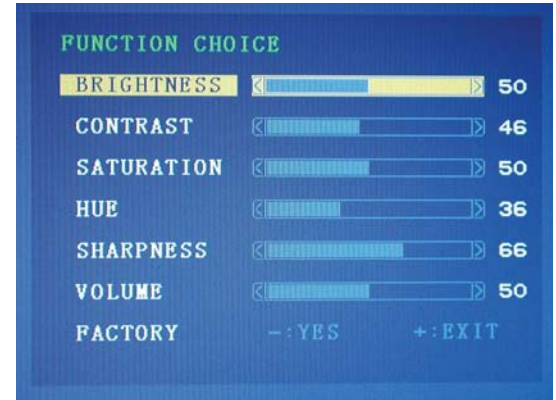 FUNCTION CHOICE
BRIGHTNESS 50
CONTRAST 46
SATURATION 50
HUE 36
SHARPNESS 66
VOLUME 50
FACTORY -:YES +:EXIT